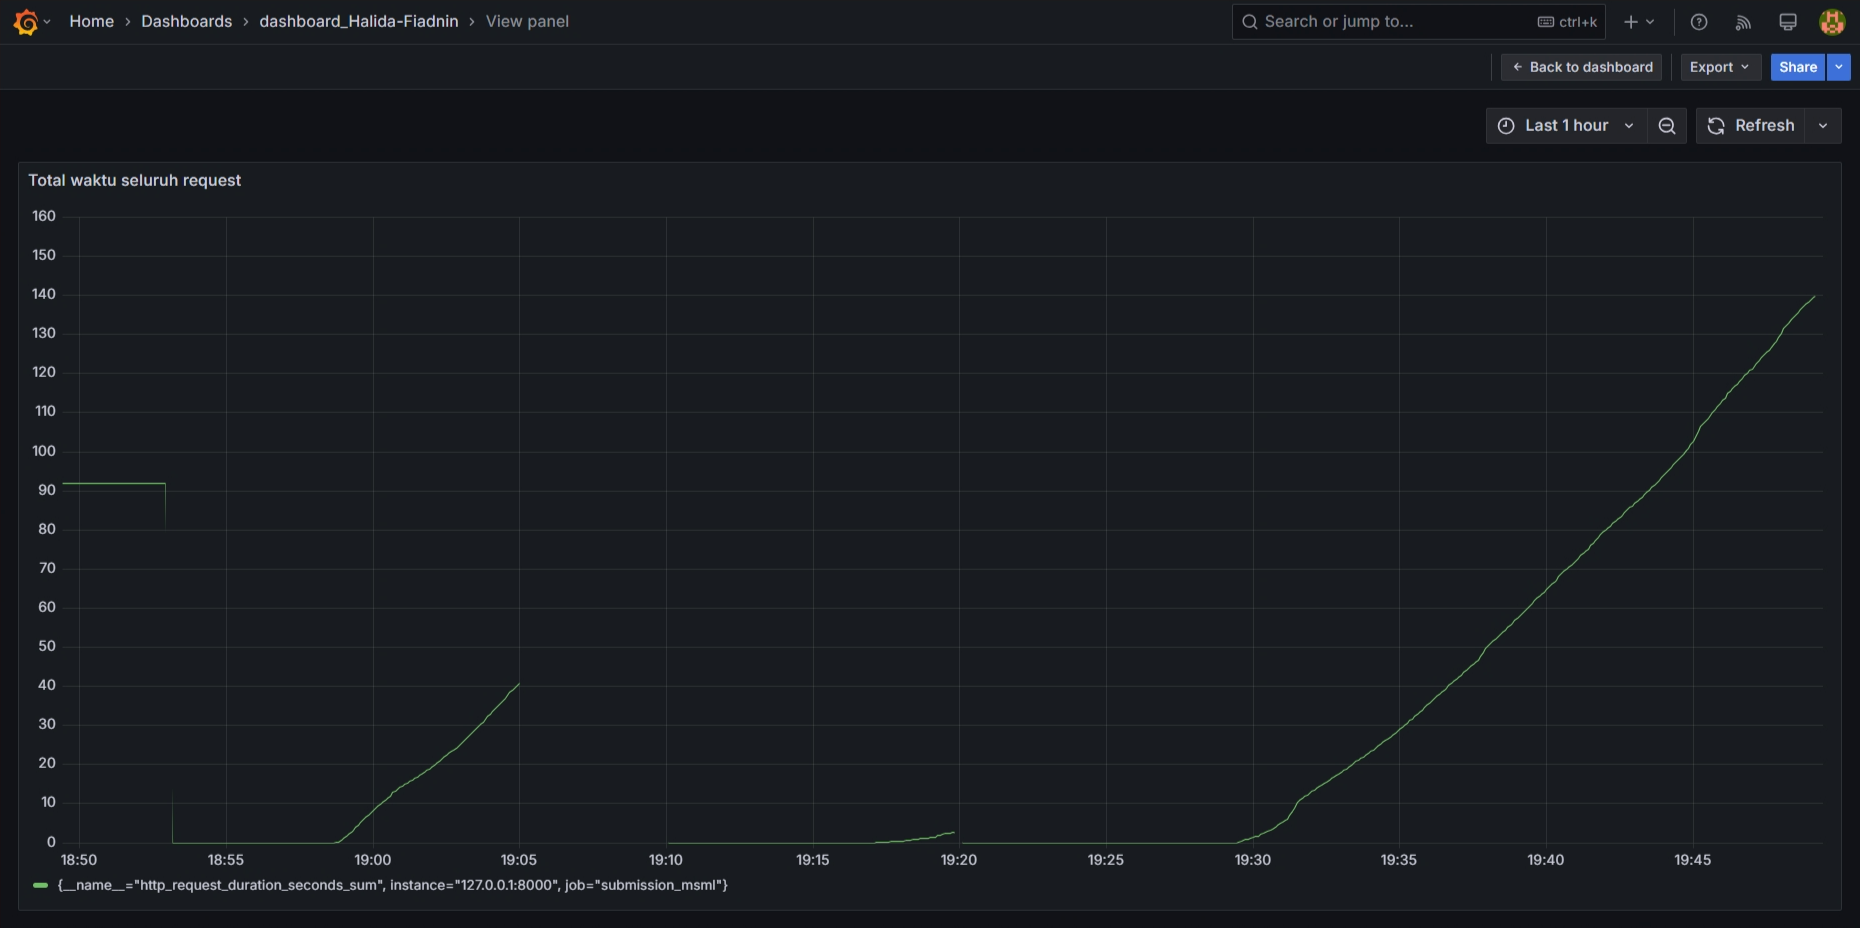 Home › Dashboards › dashboard_Halida-Fiadnin › View panel
Search or jump to... ctrl+k
Back to dashboard Export Share
Last 1 hour Refresh
Total waktu seluruh request
160
150
140
130
120
110
100
90
80
70
60
50
40
30
20
10
0
18:50 18:55 19:00 19:05 19:10 19:15 19:20 19:25 19:30 19:35 19:40 19:45
{__name__="http_request_duration_seconds_sum", instance="127.0.0.1:8000", job="submission_msml"}